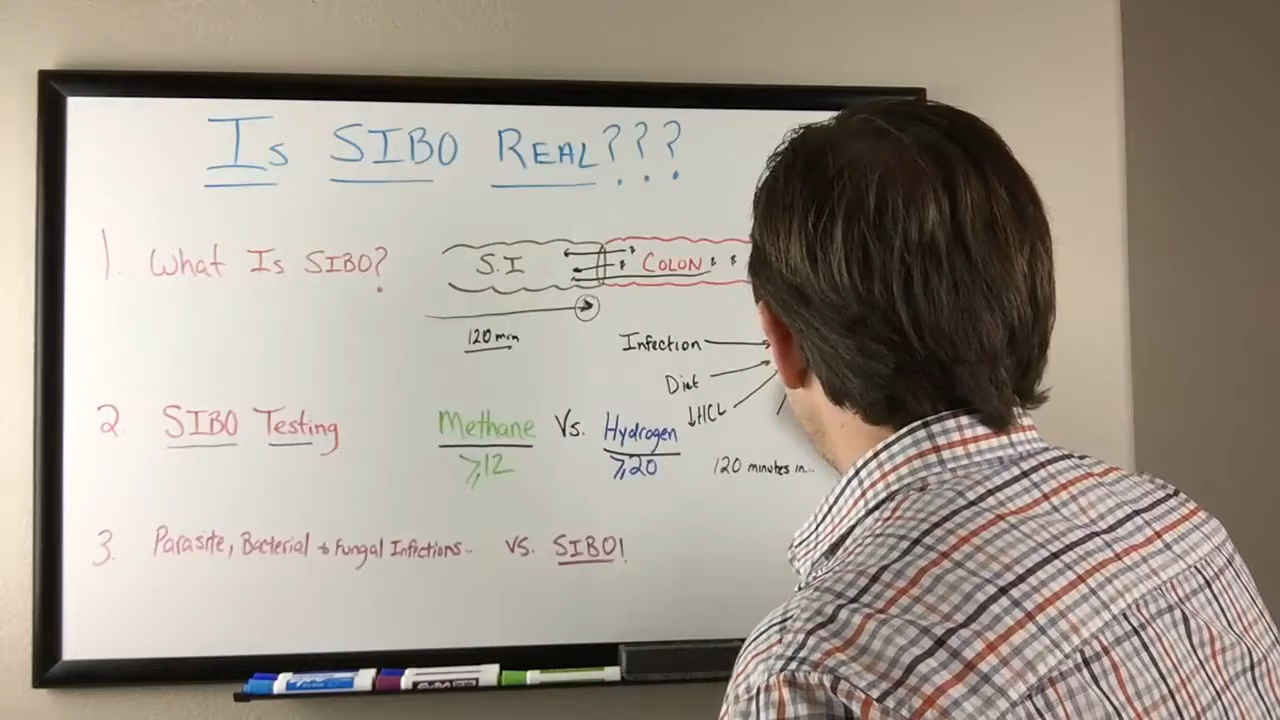 Is SIBO Real???
1. What Is SIBO?
S.I
COLON
120 min
Infection
Diet
↓HCL
2. SIBO Testing
Methane Vs. Hydrogen
≥12
≥20
120 minutes in...
3. Parasite, Bacterial + Fungal Infections.. vs. SIBO!
EXPO